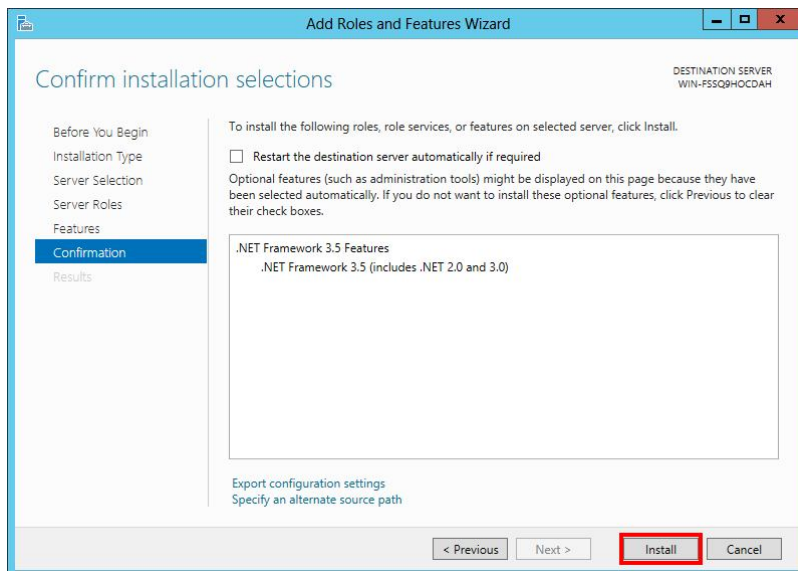 Add Roles and Features Wizard
Confirm installation selections
DESTINATION SERVER
WIN-FSSQ9HOCDAH
Before You Begin
Installation Type
Server Selection
Server Roles
Features
Confirmation
Results
To install the following roles, role services, or features on selected server, click Install.
Restart the destination server automatically if required
Optional features (such as administration tools) might be displayed on this page because they have
been selected automatically. If you do not want to install these optional features, click Previous to clear
their check boxes.
.NET Framework 3.5 Features
.NET Framework 3.5 (includes .NET 2.0 and 3.0)
Export configuration settings
Specify an alternate source path
< Previous
Next >
Install
Cancel